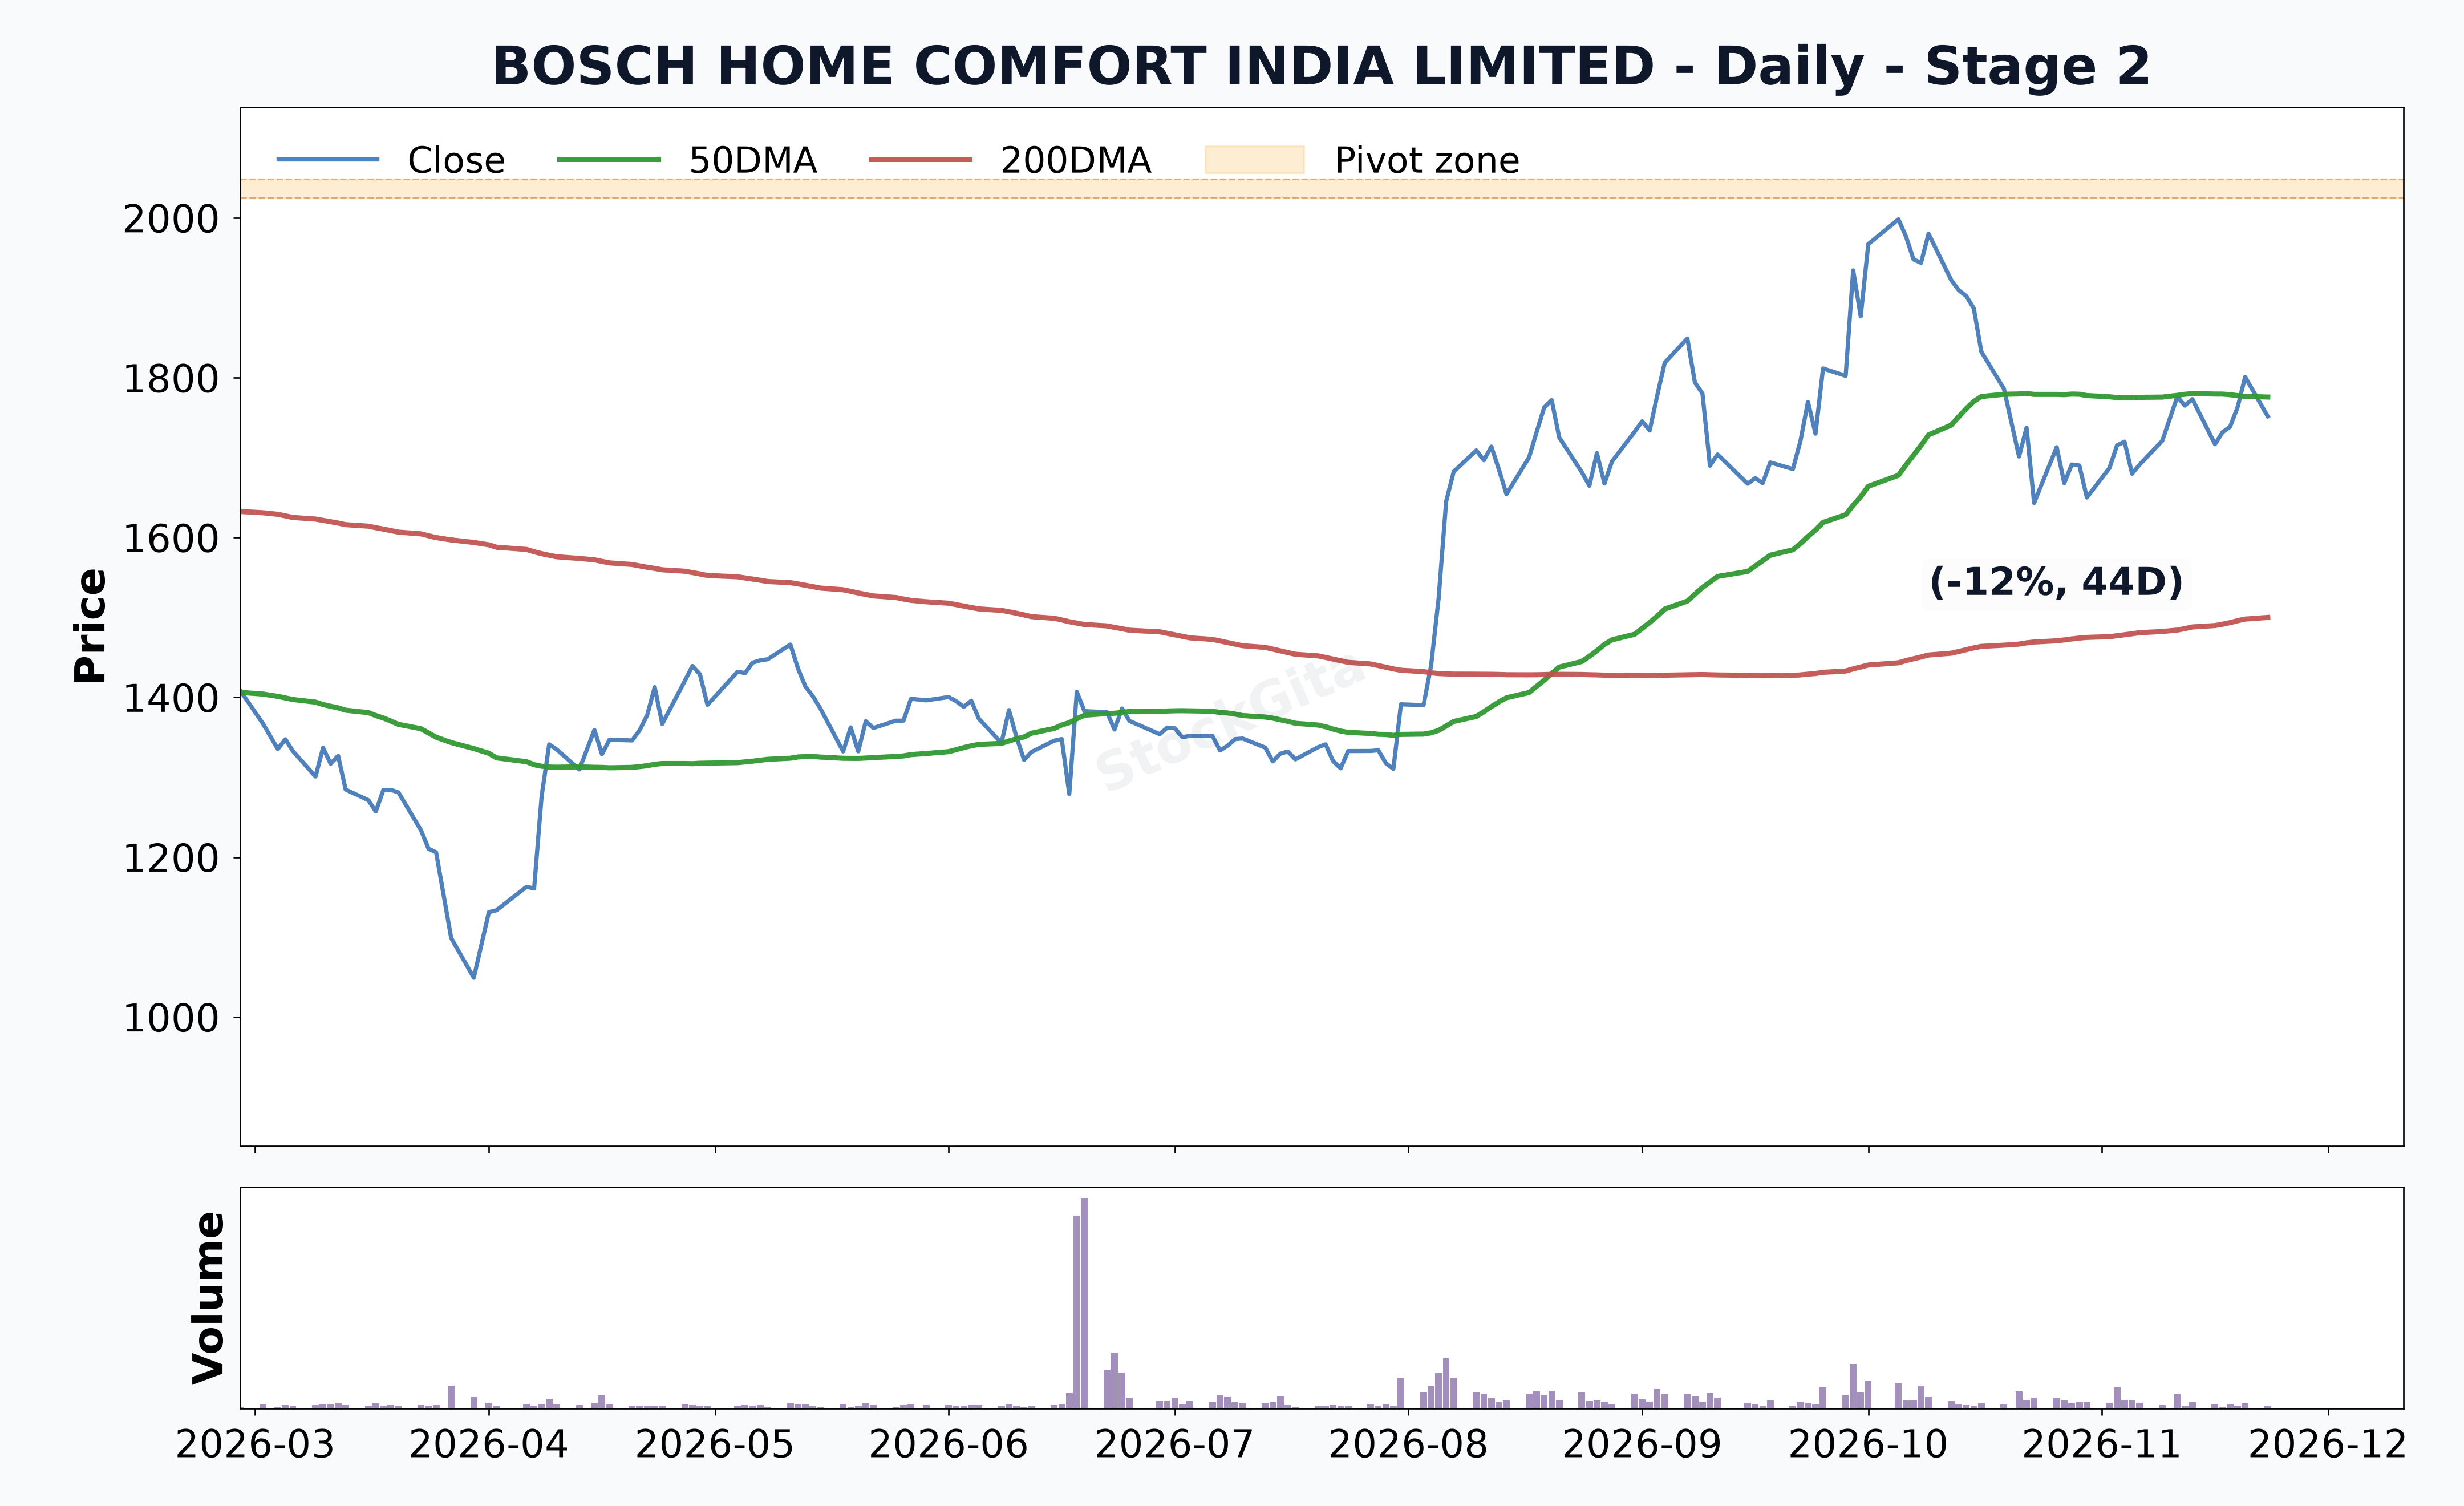 BOSCH HOME COMFORT INDIA LIMITED - Daily - Stage 2
Close 50DMA 200DMA Pivot zone
2000
1800
1600
1400
1200
1000
Price
(-12%, 44D)
StockGita
Volume
2026-03 2026-04 2026-05 2026-06 2026-07 2026-08 2026-09 2026-10 2026-11 2026-12